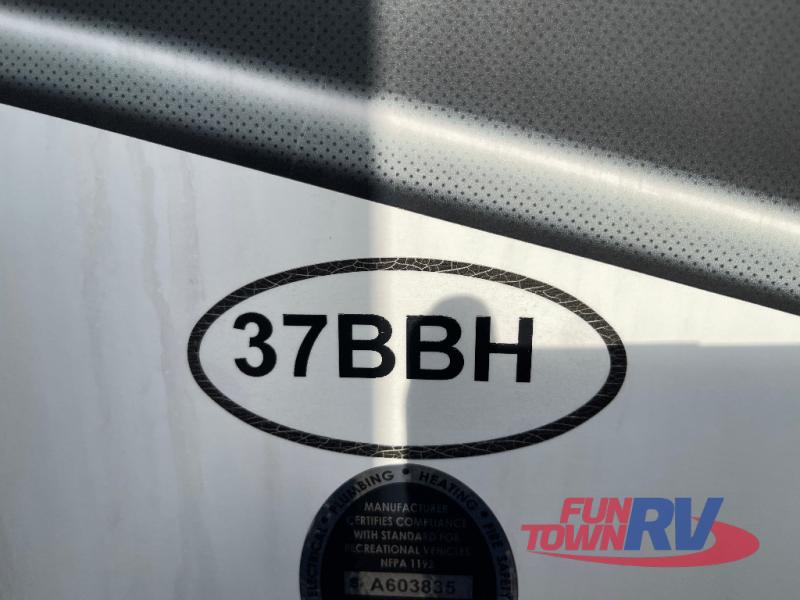 37BBH
ELECTRICAL • PLUMBING • HEATING • FIRE SAFETY
MANUFACTURER
CERTIFIES COMPLIANCE
WITH STANDARD FOR
RECREATIONAL VEHICLES
NFPA 1192
A603835
FUN
TOWN RV